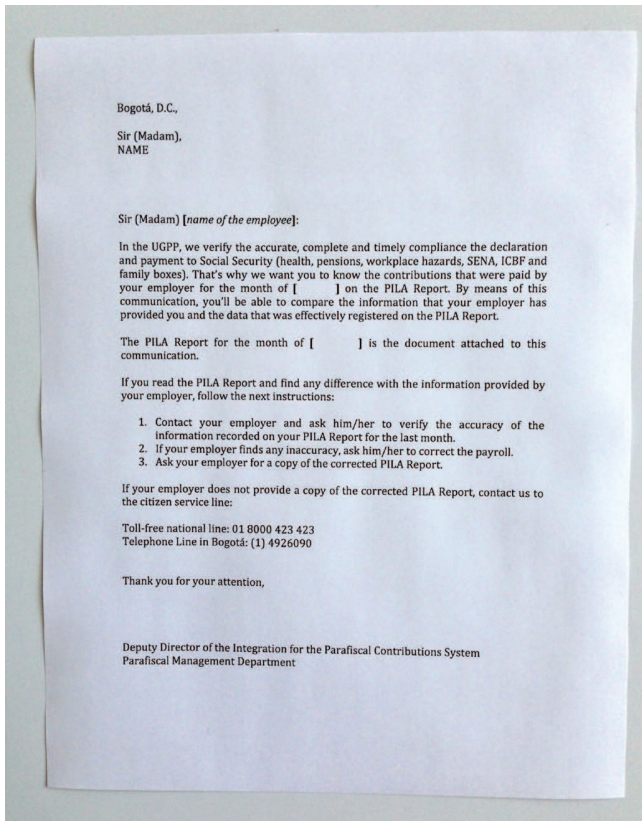 Bogotá, D.C.,
Sir (Madam),
NAME
Sir (Madam) [name of the employee]:
In the UGPP, we verify the accurate, complete and timely compliance the declaration
and payment to Social Security (health, pensions, workplace hazards, SENA, ICBF and
family boxes). That's why we want you to know the contributions that were paid by
your employer for the month of [ ] on the PILA Report. By means of this
communication, you'll be able to compare the information that your employer has
provided you and the data that was effectively registered on the PILA Report.
The PILA Report for the month of [ ] is the document attached to this
communication.
If you read the PILA Report and find any difference with the information provided by
your employer, follow the next instructions:
1. Contact your employer and ask him/her to verify the accuracy of the
information recorded on your PILA Report for the last month.
2. If your employer finds any inaccuracy, ask him/her to correct the payroll.
3. Ask your employer for a copy of the corrected PILA Report.
If your employer does not provide a copy of the corrected PILA Report, contact us to
the citizen service line:
Toll-free national line: 01 8000 423 423
Telephone Line in Bogotá: (1) 4926090
Thank you for your attention,
Deputy Director of the Integration for the Parafiscal Contributions System
Parafiscal Management Department